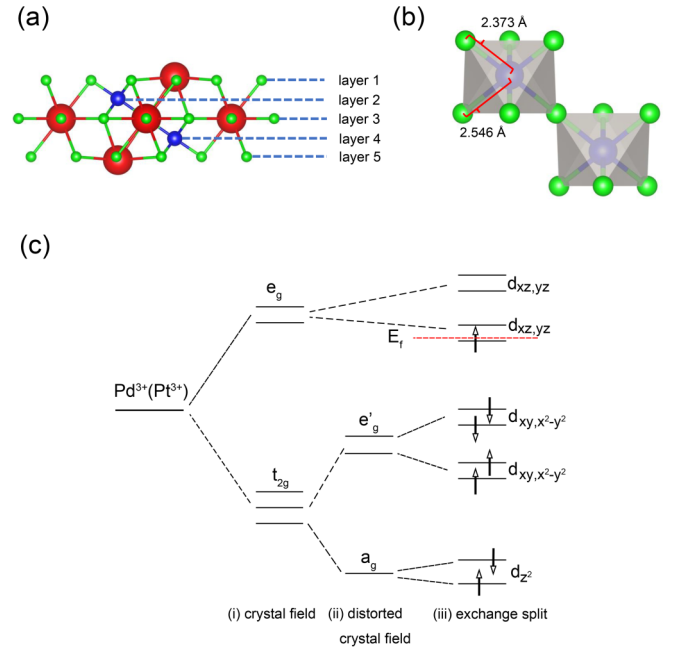 (a)
layer 1
layer 2
layer 3
layer 4
layer 5
(b)
2.373 Å
2.546 Å
(c)
Pd³⁺(Pt³⁺)
e_g
t_2g
e'_g
a_g
E_f
d_xz,yz
d_xz,yz
d_xy,x²-y²
d_xy,x²-y²
d_z²
(i) crystal field
(ii) distorted
crystal field
(iii) exchange split